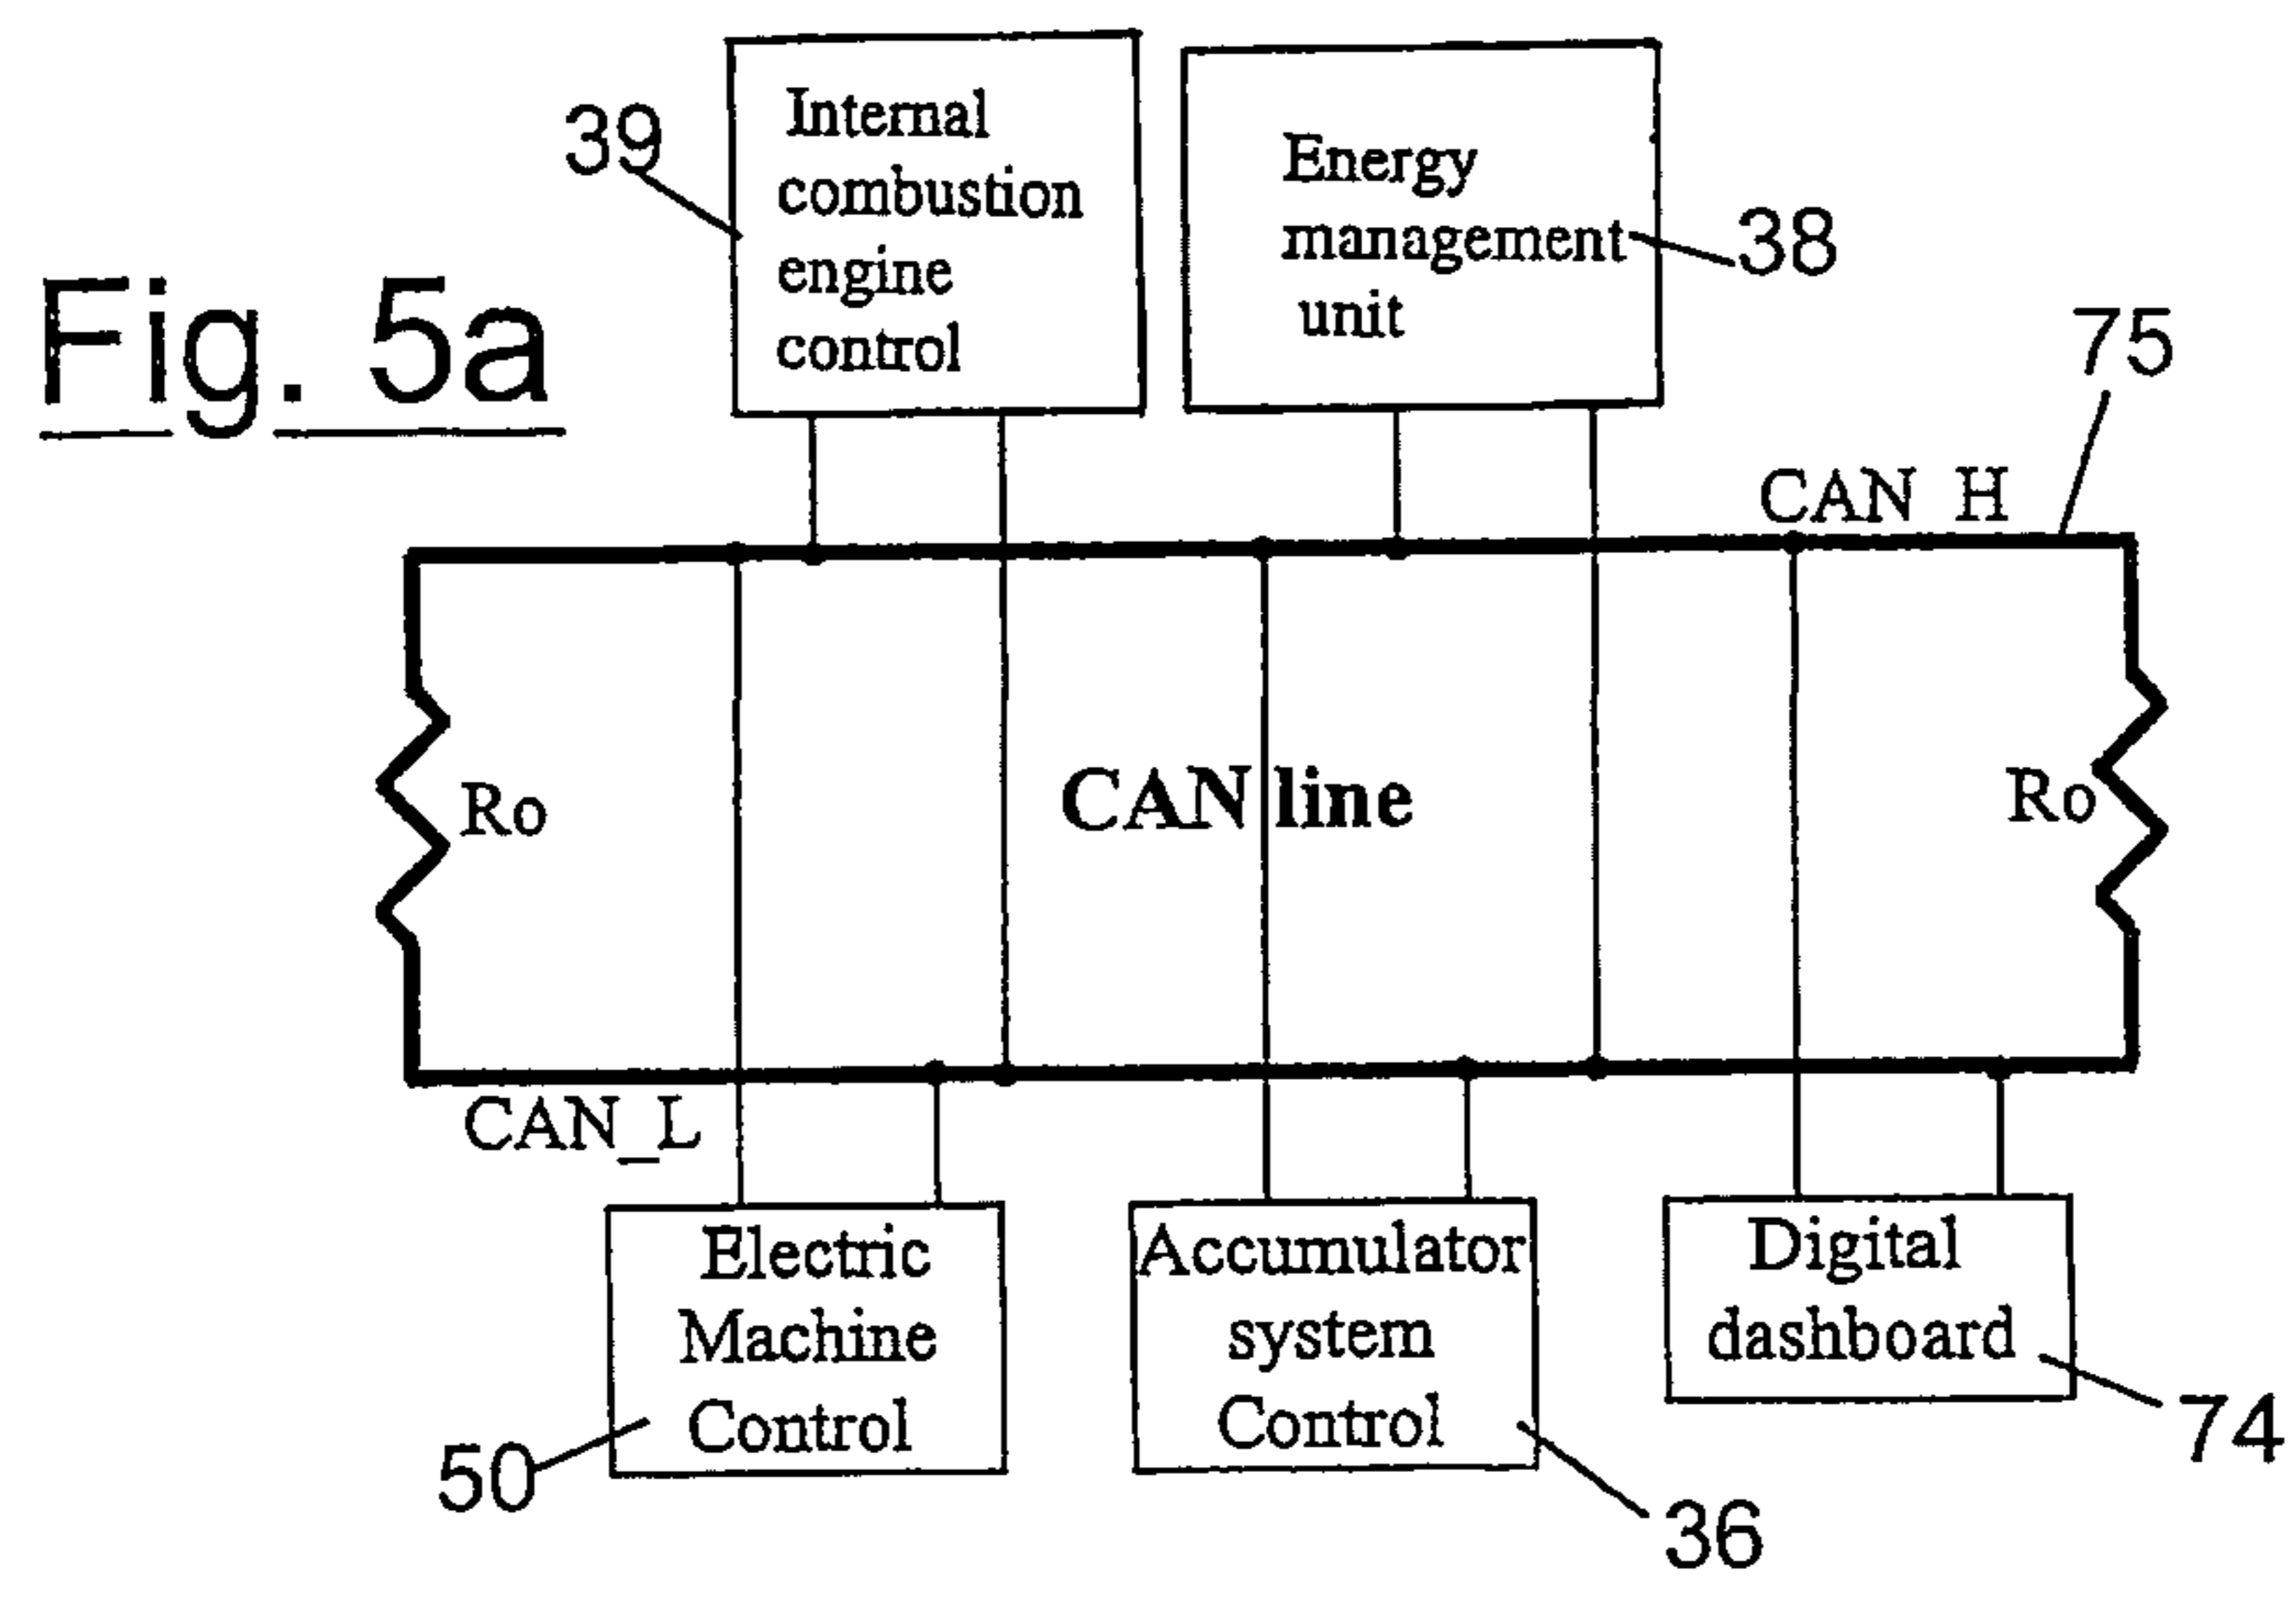 Fig. 5a
39
Internal
combustion
engine
control
Energy
management
unit
38
75
CAN_H
Ro
CAN line
Ro
CAN_L
Electric
Machine
Control
50
Accumulator
system
Control
36
Digital
dashboard
74